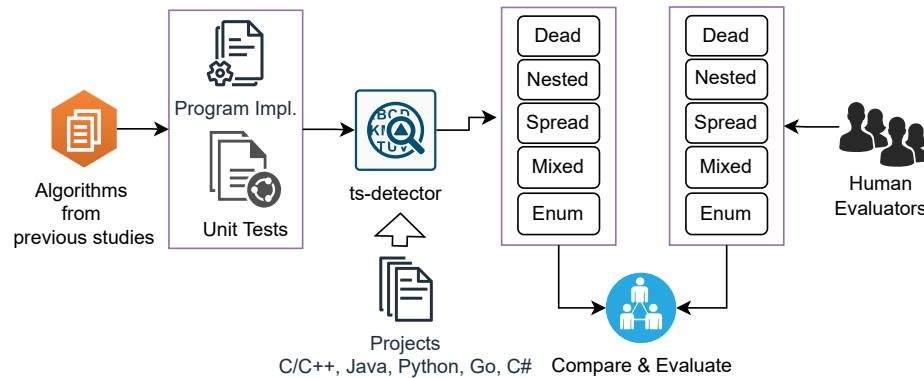 Program Impl.
Unit Tests
Algorithms
from
previous studies
ts-detector
Projects
C/C++, Java, Python, Go, C#
Dead
Nested
Spread
Mixed
Enum
Dead
Nested
Spread
Mixed
Enum
Human
Evaluators
Compare & Evaluate